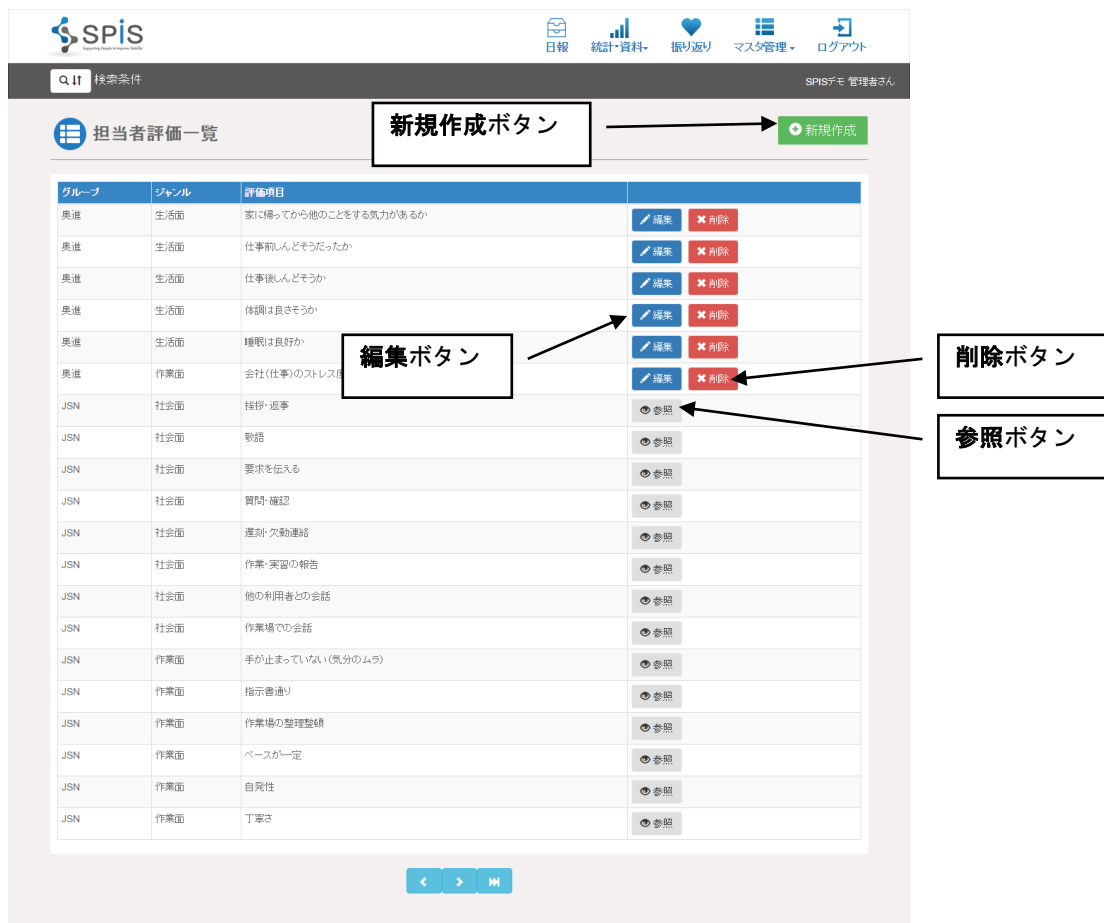 SPiS
Supporting People to Improve Stability
日報 統計・資料 振り返り マスタ管理 ログアウト
検索条件 SPISデモ 管理者さん
担当者評価一覧 新規作成ボタン 新規作成
グループ ジャンル 評価項目
奥進 生活面 家に帰ってから他のことをする気力があるか 編集 削除
奥進 生活面 仕事前しんどそうだったか 編集 削除
奥進 生活面 仕事後しんどそうか 編集 削除
奥進 生活面 体調は良さそうか 編集 削除
奥進 生活面 睡眠は良好か 編集 削除
編集ボタン 削除ボタン
奥進 作業面 会社(仕事)のストレス 編集 削除
JSN 社会面 挨拶・返事 参照
参照ボタン
JSN 社会面 敬語 参照
JSN 社会面 要求を伝える 参照
JSN 社会面 質問・確認 参照
JSN 社会面 遅刻・欠勤連絡 参照
JSN 社会面 作業・実習の報告 参照
JSN 社会面 他の利用者との会話 参照
JSN 社会面 作業場での会話 参照
JSN 作業面 手が止まっていない(気分のムラ) 参照
JSN 作業面 指示書通り 参照
JSN 作業面 作業場の整理整頓 参照
JSN 作業面 ペースが一定 参照
JSN 作業面 自発性 参照
JSN 作業面 丁寧さ 参照